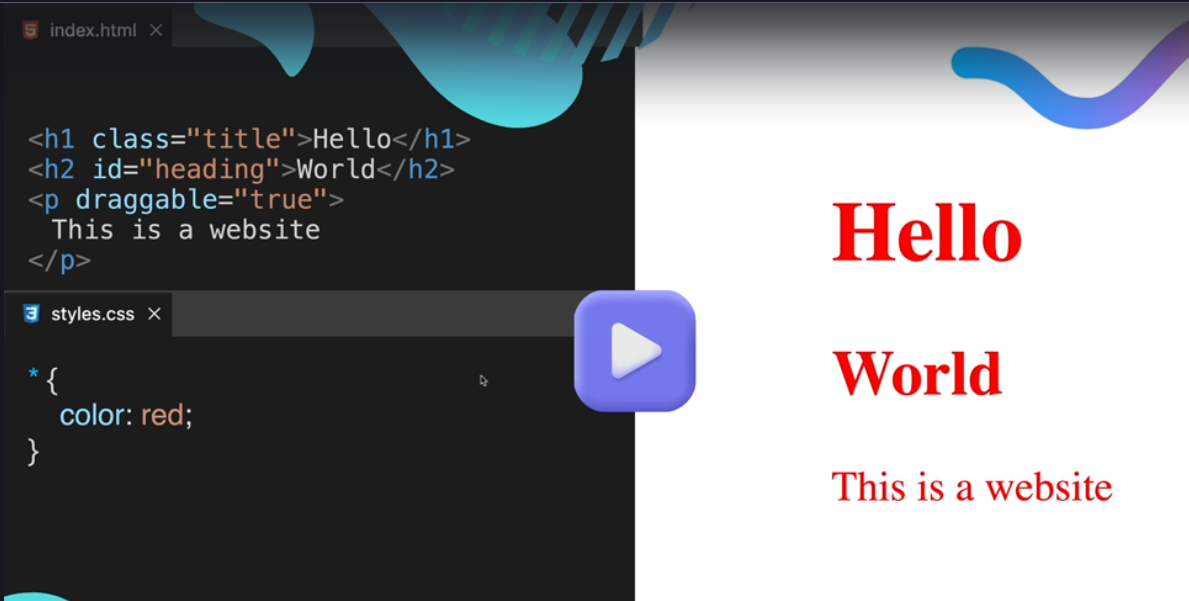 index.html
<h1 class="title">Hello</h1>
<h2 id="heading">World</h2>
<p draggable="true">
This is a website
</p>
styles.css
* {
color: red;
}
Hello
World
This is a website